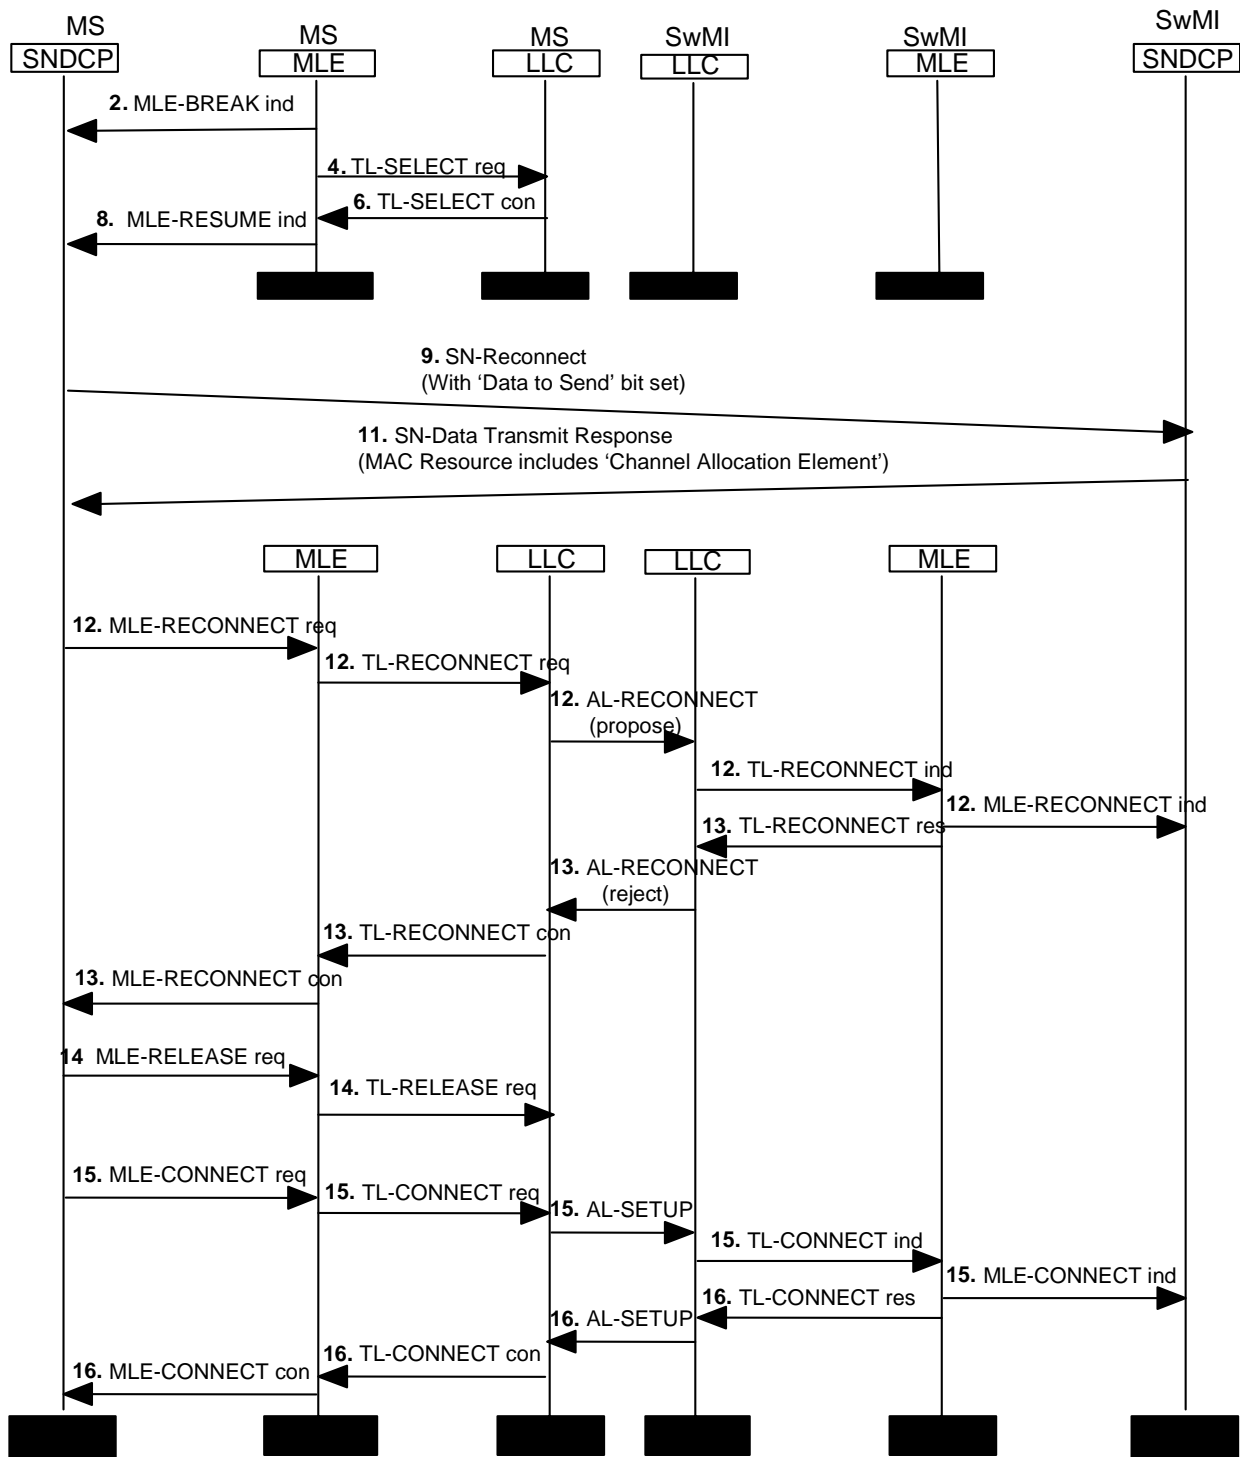 MS
MS
MS
SwMI
SwMI
SwMI
SNDCP
MLE
LLC
LLC
MLE
SNDCP
2. MLE-BREAK ind
4. TL-SELECT req
6. TL-SELECT con
8. MLE-RESUME ind
9. SN-Reconnect
(With ‘Data to Send’ bit set)
11. SN-Data Transmit Response
(MAC Resource includes ‘Channel Allocation Element’)
MLE
LLC
LLC
MLE
12. MLE-RECONNECT req
12. TL-RECONNECT req
12. AL-RECONNECT
(propose)
12. TL-RECONNECT ind
12. MLE-RECONNECT ind
13. TL-RECONNECT res
13. AL-RECONNECT
(reject)
13. TL-RECONNECT con
13. MLE-RECONNECT con
14 MLE-RELEASE req
14. TL-RELEASE req
15. MLE-CONNECT req
15. TL-CONNECT req
15. AL-SETUP
15. TL-CONNECT ind
15. MLE-CONNECT ind
16. TL-CONNECT res
16. AL-SETUP
16. TL-CONNECT con
16. MLE-CONNECT con